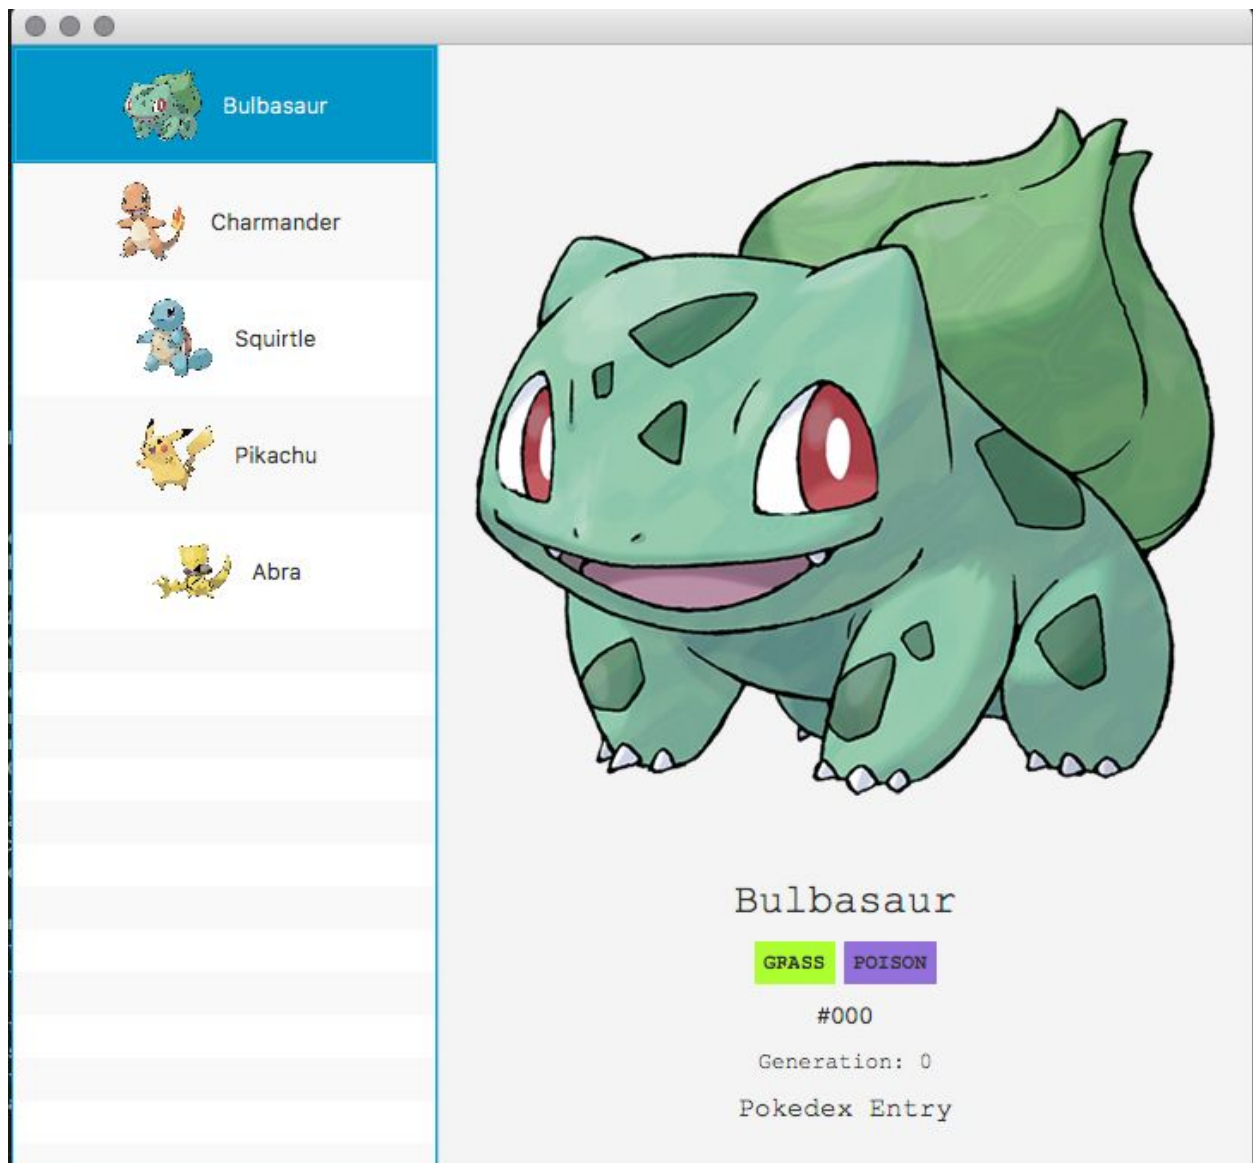 Bulbasaur
Charmander
Squirtle
Pikachu
Abra
Bulbasaur
GRASS POISON
#000
Generation: 0
Pokedex Entry